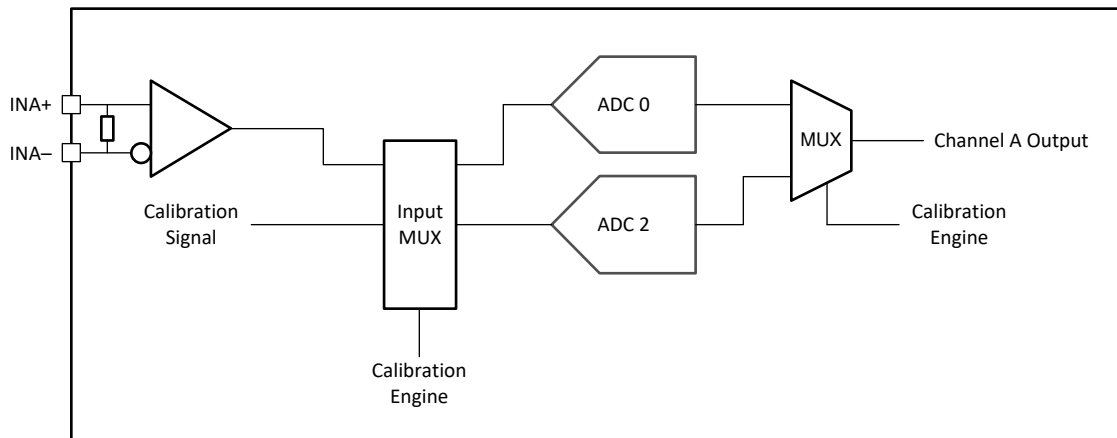 INA+
INA–
ADC 0
MUX
Channel A Output
Calibration
Signal
Input
MUX
ADC 2
Calibration
Engine
Calibration
Engine